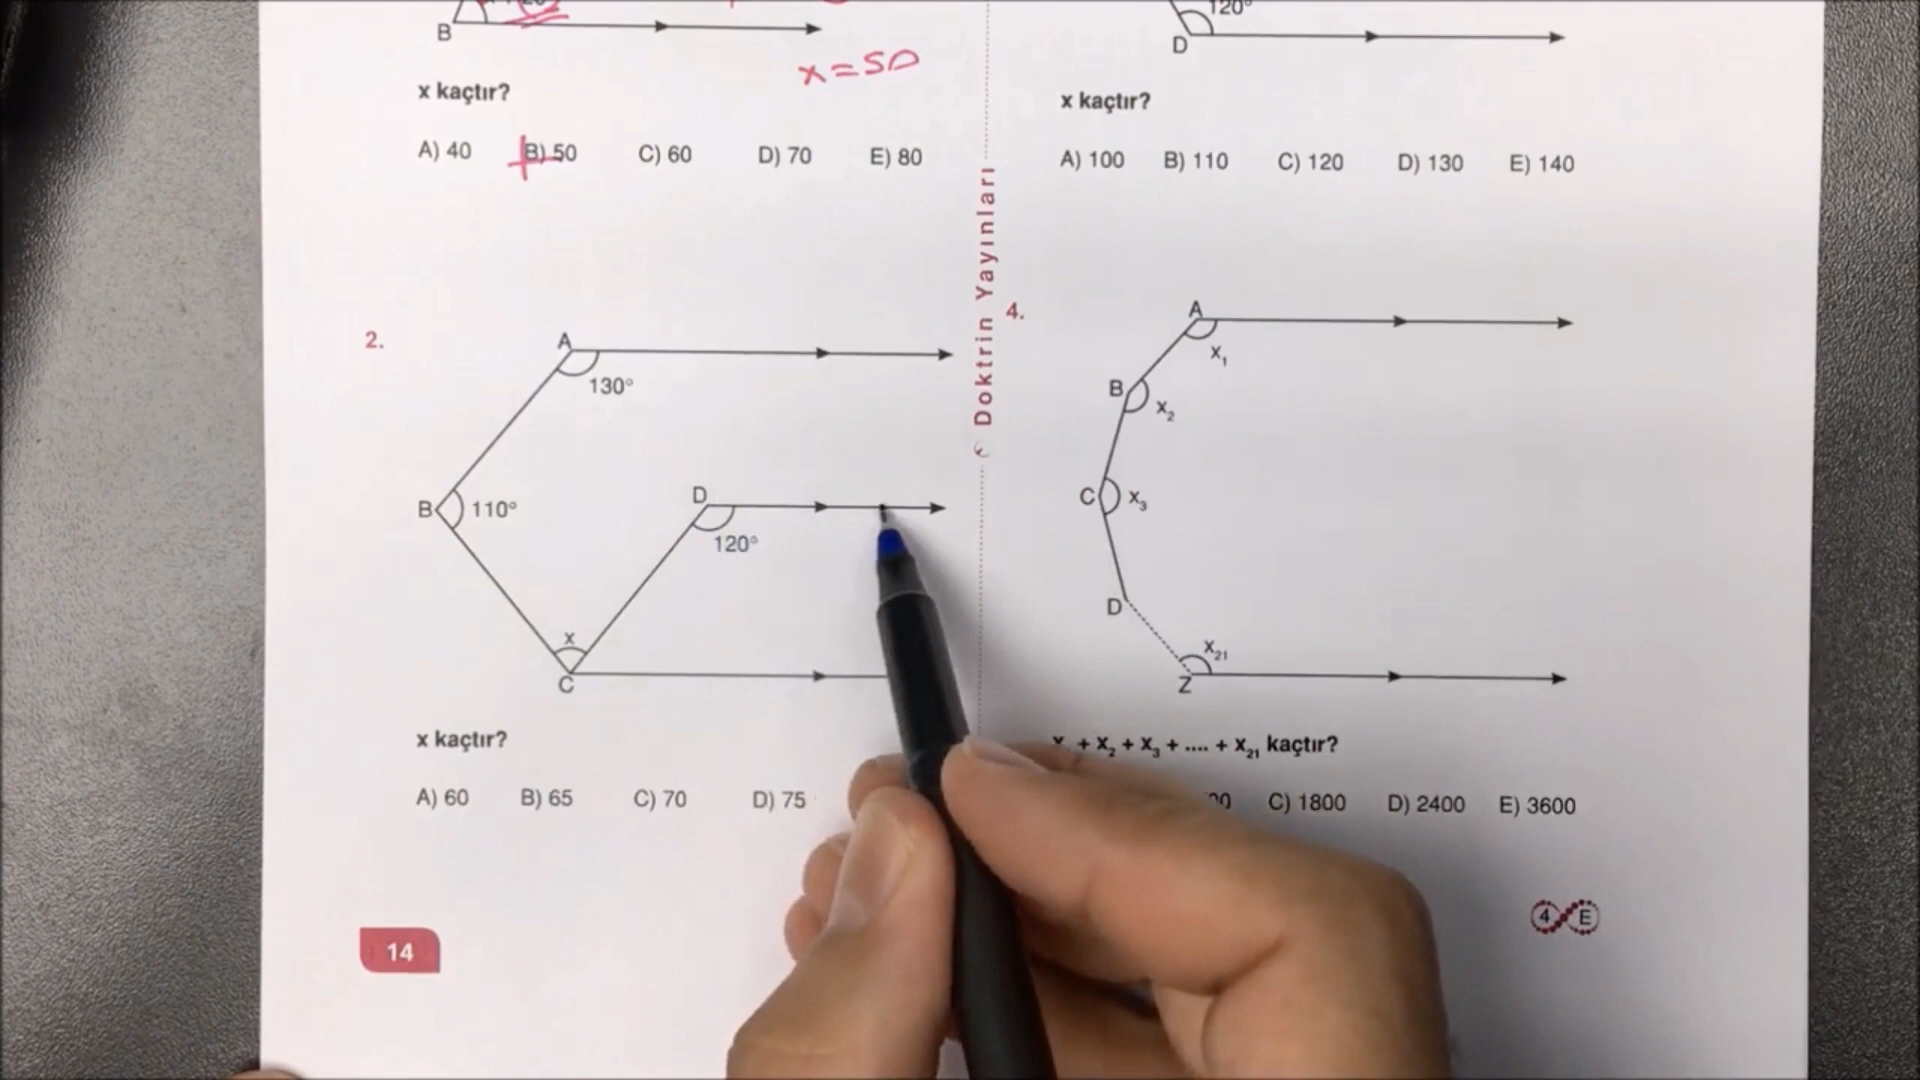 B
x = 50
x kaçtır?
A) 40 B) 50 C) 60 D) 70 E) 80
2.
A
130°
B 110°
D
120°
x
C
x kaçtır?
A) 60 B) 65 C) 70 D) 75
14
Doktrin Yayınları
120°
D
x kaçtır?
A) 100 B) 110 C) 120 D) 130 E) 140
4.
A
x₁
B
x₂
C x₃
D
x₂₁
Z
+ x₂ + x₃ + .... + x₂₁ kaçtır?
C) 1800 D) 2400 E) 3600
4 E